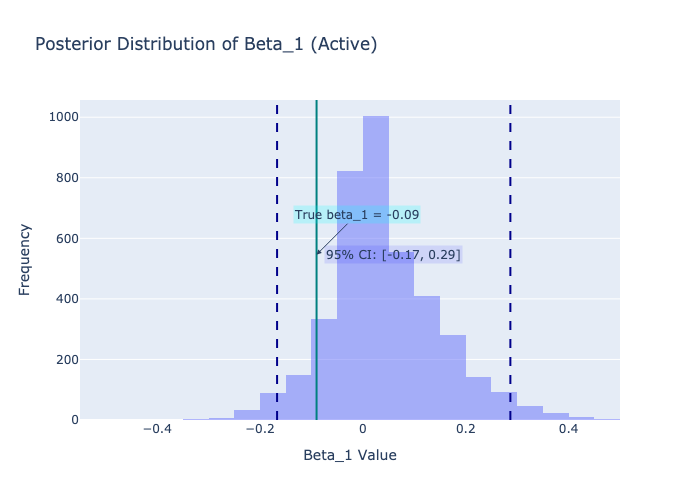 Posterior Distribution of Beta_1 (Active)
1000
800
600
400
200
0
Frequency
True beta_1 = -0.09
95% CI: [-0.17, 0.29]
−0.4
−0.2
0
0.2
0.4
Beta_1 Value